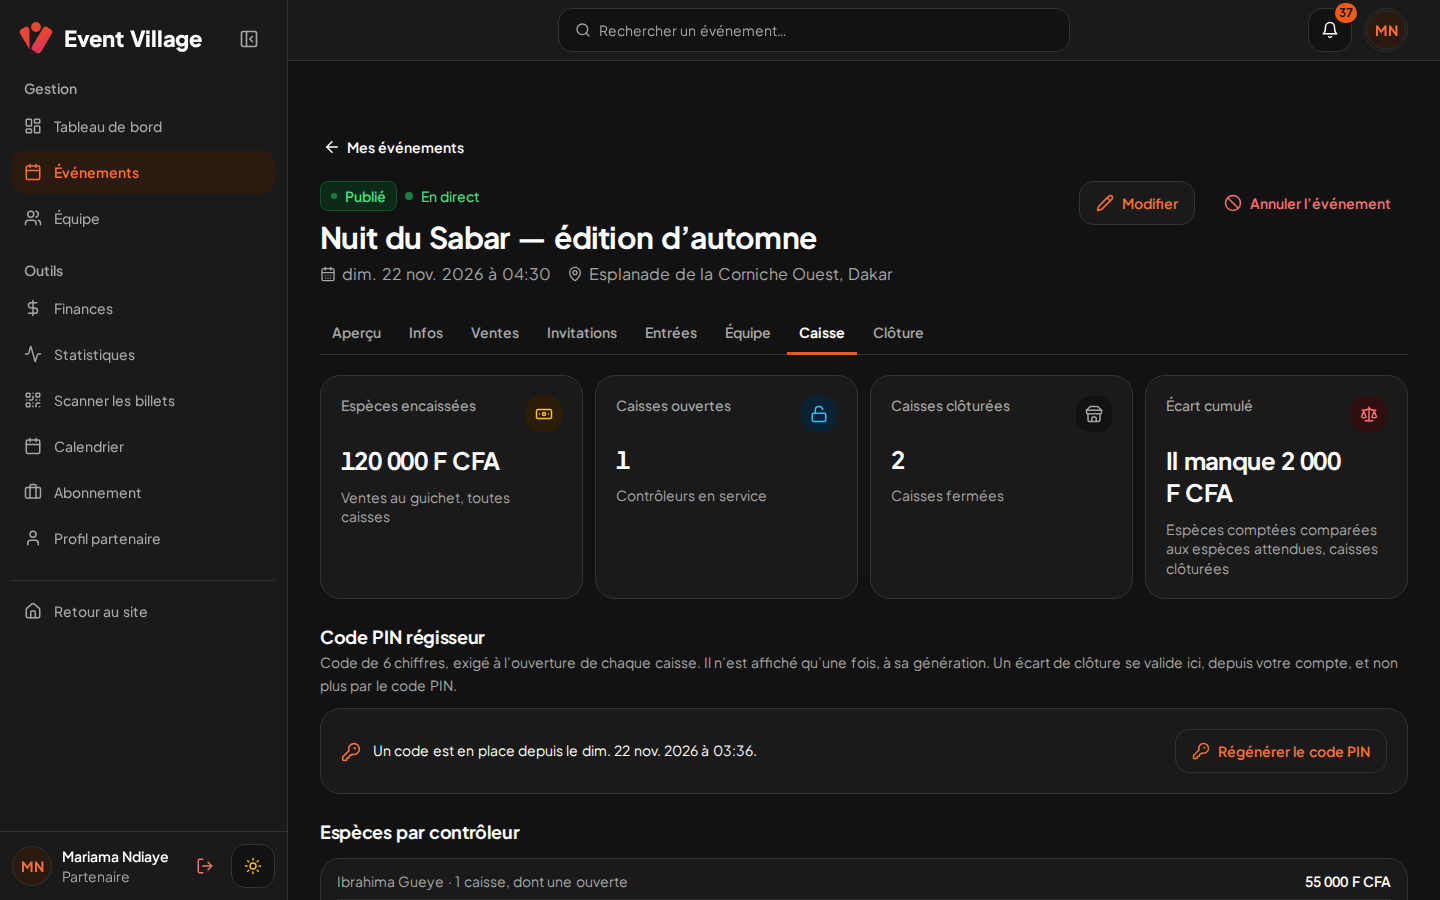 Event Village
Gestion
Tableau de bord
Événements
Équipe
Outils
Finances
Statistiques
Scanner les billets
Calendrier
Abonnement
Profil partenaire
Retour au site
MN
Mariama Ndiaye
Partenaire
Rechercher un événement...
37
MN
Mes événements
Publié
En direct
Modifier
Annuler l'événement
Nuit du Sabar — édition d'automne
dim. 22 nov. 2026 à 04:30
Esplanade de la Corniche Ouest, Dakar
Aperçu
Infos
Ventes
Invitations
Entrées
Équipe
Caisse
Clôture
Espèces encaissées
120 000 F CFA
Ventes au guichet, toutes
caisses
Caisses ouvertes
1
Contrôleurs en service
Caisses clôturées
2
Caisses fermées
Écart cumulé
Il manque 2 000
F CFA
Espèces comptées comparées
aux espèces attendues, caisses
clôturées
Code PIN régisseur
Code de 6 chiffres, exigé à l'ouverture de chaque caisse. Il n'est affiché qu'une fois, à sa génération. Un écart de clôture se valide ici, depuis votre compte, et non
plus par le code PIN.
Un code est en place depuis le dim. 22 nov. 2026 à 03:36.
Régénérer le code PIN
Espèces par contrôleur
Ibrahima Gueye · 1 caisse, dont une ouverte
55 000 F CFA